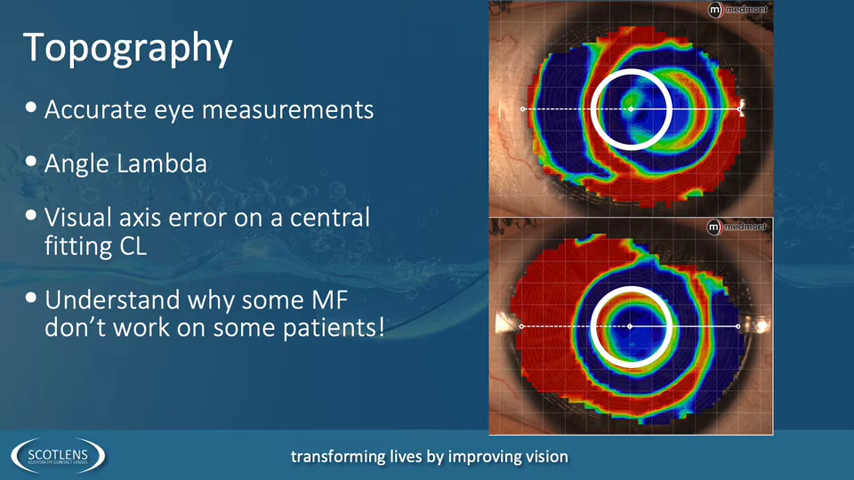 Topography
• Accurate eye measurements
• Angle Lambda
• Visual axis error on a central
fitting CL
• Understand why some MF
don't work on some patients!
m medmont
m medmont
SCOTLENS
CUSTOM FIT CONTACT LENSES
transforming lives by improving vision